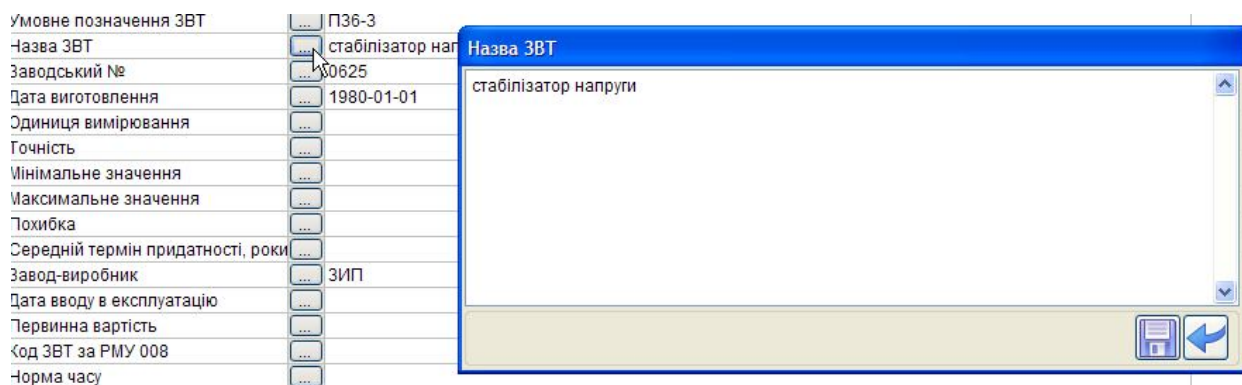 Умовне позначення ЗВТ ... П36-3
Назва ЗВТ ... стабілізатор нап
Заводський № ... 0625
Дата виготовлення ... 1980-01-01
Одиниця вимірювання ...
Точність ...
Мінімальне значення ...
Максимальне значення ...
Похибка ...
Середній термін придатності, роки ...
Завод-виробник ... ЗИП
Дата вводу в експлуатацію ...
Первинна вартість ...
Код ЗВТ за РМУ 008 ...
Норма часу ...
Назва ЗВТ
стабілізатор напруги